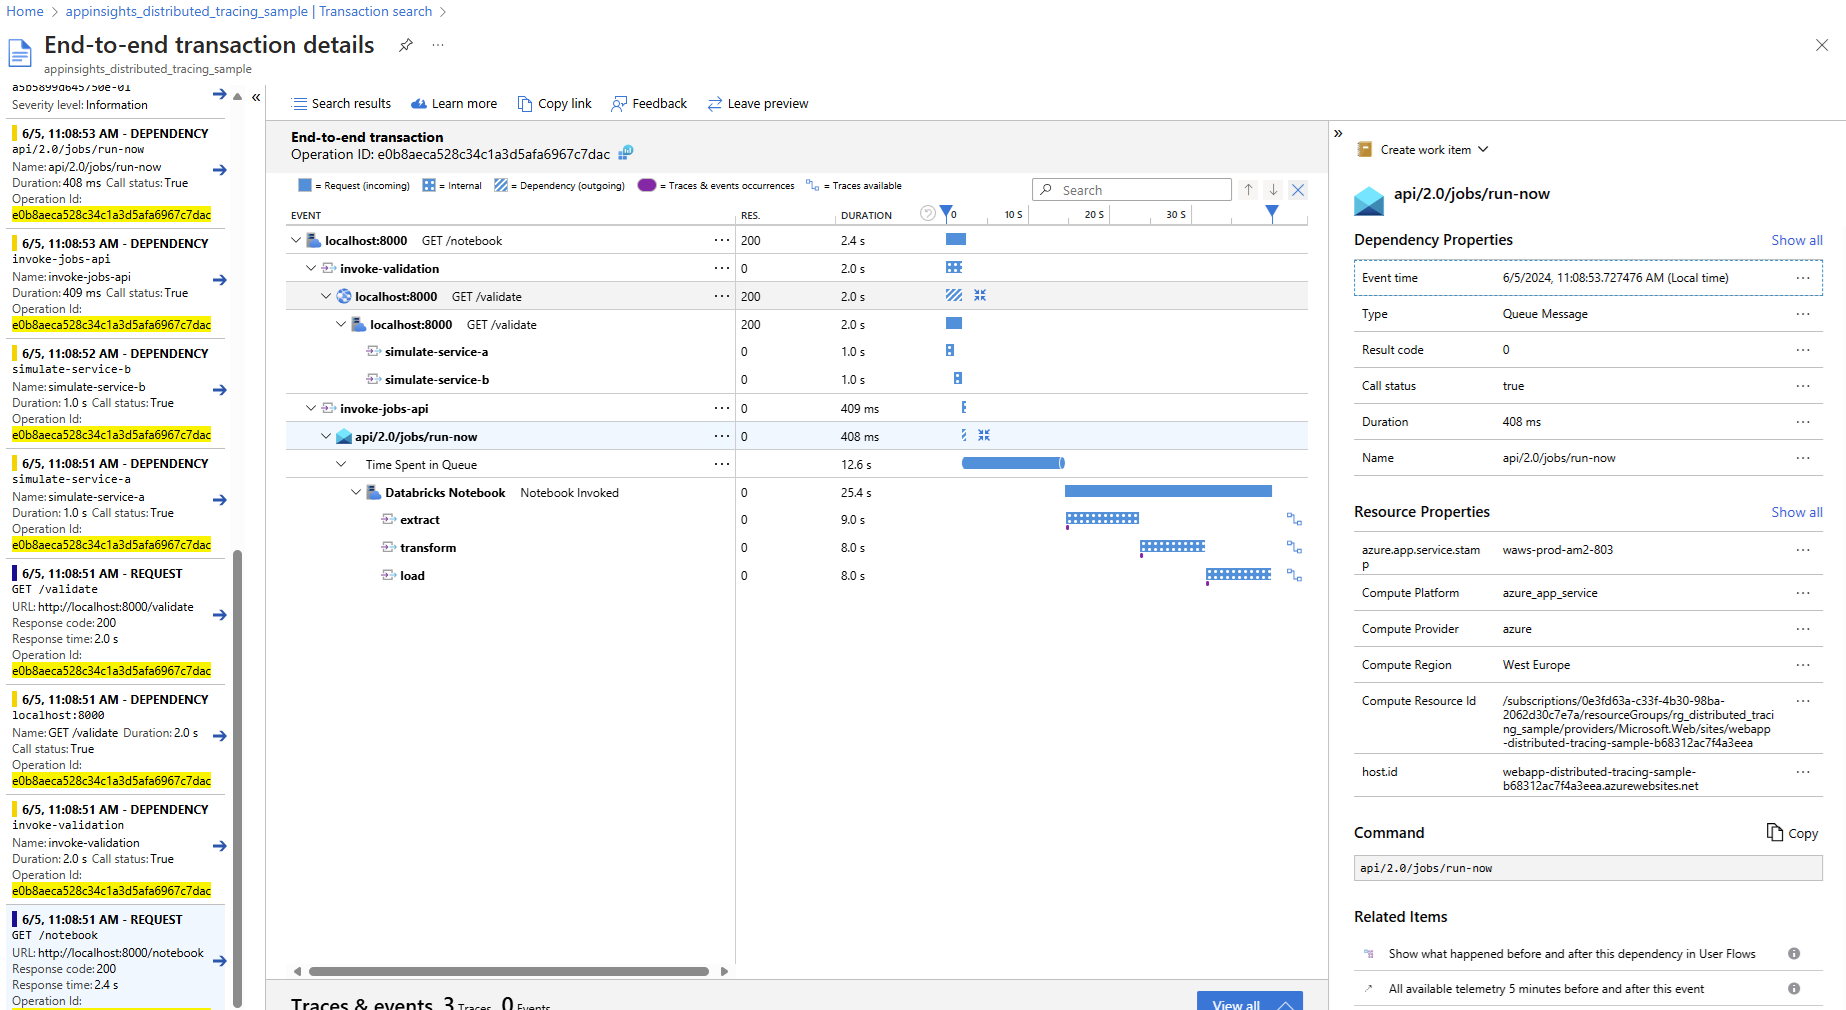 Home > appinsights_distributed_tracing_sample | Transaction search >
End-to-end transaction details
appinsights_distributed_tracing_sample
a5b5899d645750e-01
Severity level: Information
6/5, 11:08:53 AM - DEPENDENCY
api/2.0/jobs/run-now
Name: api/2.0/jobs/run-now
Duration: 408 ms Call status: True
Operation Id:
e0b8aeca528c34c1a3d5afa6967c7dac
6/5, 11:08:53 AM - DEPENDENCY
invoke-jobs-api
Name: invoke-jobs-api
Duration: 409 ms Call status: True
Operation Id:
e0b8aeca528c34c1a3d5afa6967c7dac
6/5, 11:08:52 AM - DEPENDENCY
simulate-service-b
Name: simulate-service-b
Duration: 1.0 s Call status: True
Operation Id:
e0b8aeca528c34c1a3d5afa6967c7dac
6/5, 11:08:51 AM - DEPENDENCY
simulate-service-a
Name: simulate-service-a
Duration: 1.0 s Call status: True
Operation Id:
e0b8aeca528c34c1a3d5afa6967c7dac
6/5, 11:08:51 AM - REQUEST
GET /validate
URL: http://localhost:8000/validate
Response code: 200
Response time: 2.0 s
Operation Id:
e0b8aeca528c34c1a3d5afa6967c7dac
6/5, 11:08:51 AM - DEPENDENCY
localhost:8000
Name: GET /validate Duration: 2.0 s
Call status: True
Operation Id:
e0b8aeca528c34c1a3d5afa6967c7dac
6/5, 11:08:51 AM - DEPENDENCY
invoke-validation
Name: invoke-validation
Duration: 2.0 s Call status: True
Operation Id:
e0b8aeca528c34c1a3d5afa6967c7dac
6/5, 11:08:51 AM - REQUEST
GET /notebook
URL: http://localhost:8000/notebook
Response code: 200
Response time: 2.4 s
Operation Id:
Search results Learn more Copy link Feedback Leave preview
End-to-end transaction
Operation ID: e0b8aeca528c34c1a3d5afa6967c7dac
= Request (incoming) = Internal = Dependency (outgoing) = Traces & events occurrences = Traces available
Search
EVENT RES. DURATION 0 10 S 20 S 30 S
localhost:8000 GET /notebook 200 2.4 s
invoke-validation 0 2.0 s
localhost:8000 GET /validate 200 2.0 s
localhost:8000 GET /validate 200 2.0 s
simulate-service-a 0 1.0 s
simulate-service-b 0 1.0 s
invoke-jobs-api 0 409 ms
api/2.0/jobs/run-now 0 408 ms
Time Spent in Queue 12.6 s
Databricks Notebook Notebook Invoked 0 25.4 s
extract 0 9.0 s
transform 0 8.0 s
load 0 8.0 s
Traces & events 3 Traces 0 Events
View all
Create work item
api/2.0/jobs/run-now
Dependency Properties Show all
Event time 6/5/2024, 11:08:53.727476 AM (Local time)
Type Queue Message
Result code 0
Call status true
Duration 408 ms
Name api/2.0/jobs/run-now
Resource Properties Show all
azure.app.service.stam waws-prod-am2-803
p
Compute Platform azure_app_service
Compute Provider azure
Compute Region West Europe
Compute Resource Id /subscriptions/0e3fd63a-c33f-4b30-98ba-
2062d30c7e7a/resourceGroups/rg_distributed_traci
ng_sample/providers/Microsoft.Web/sites/webapp
-distributed-tracing-sample-b68312ac7f4a3eea
host.id webapp-distributed-tracing-sample-
b68312ac7f4a3eea.azurewebsites.net
Command Copy
api/2.0/jobs/run-now
Related Items
Show what happened before and after this dependency in User Flows
All available telemetry 5 minutes before and after this event